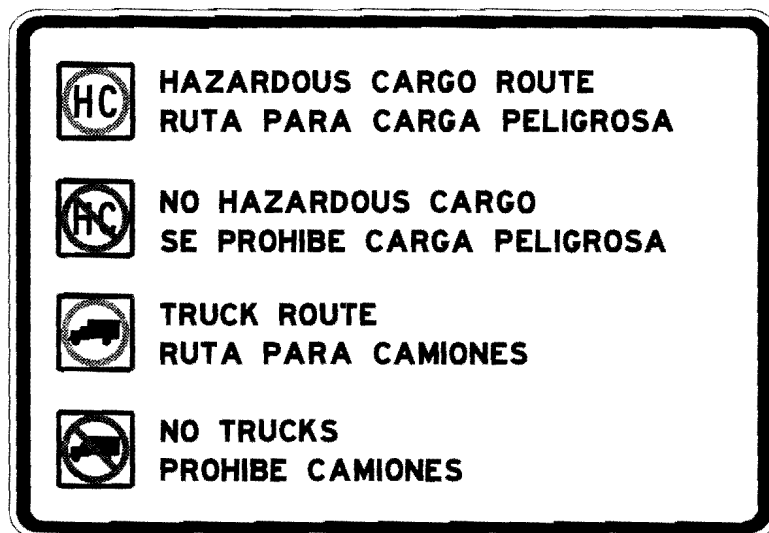 HC HAZARDOUS CARGO ROUTE
RUTA PARA CARGA PELIGROSA
HC NO HAZARDOUS CARGO
SE PROHIBE CARGA PELIGROSA
TRUCK ROUTE
RUTA PARA CAMIONES
NO TRUCKS
PROHIBE CAMIONES